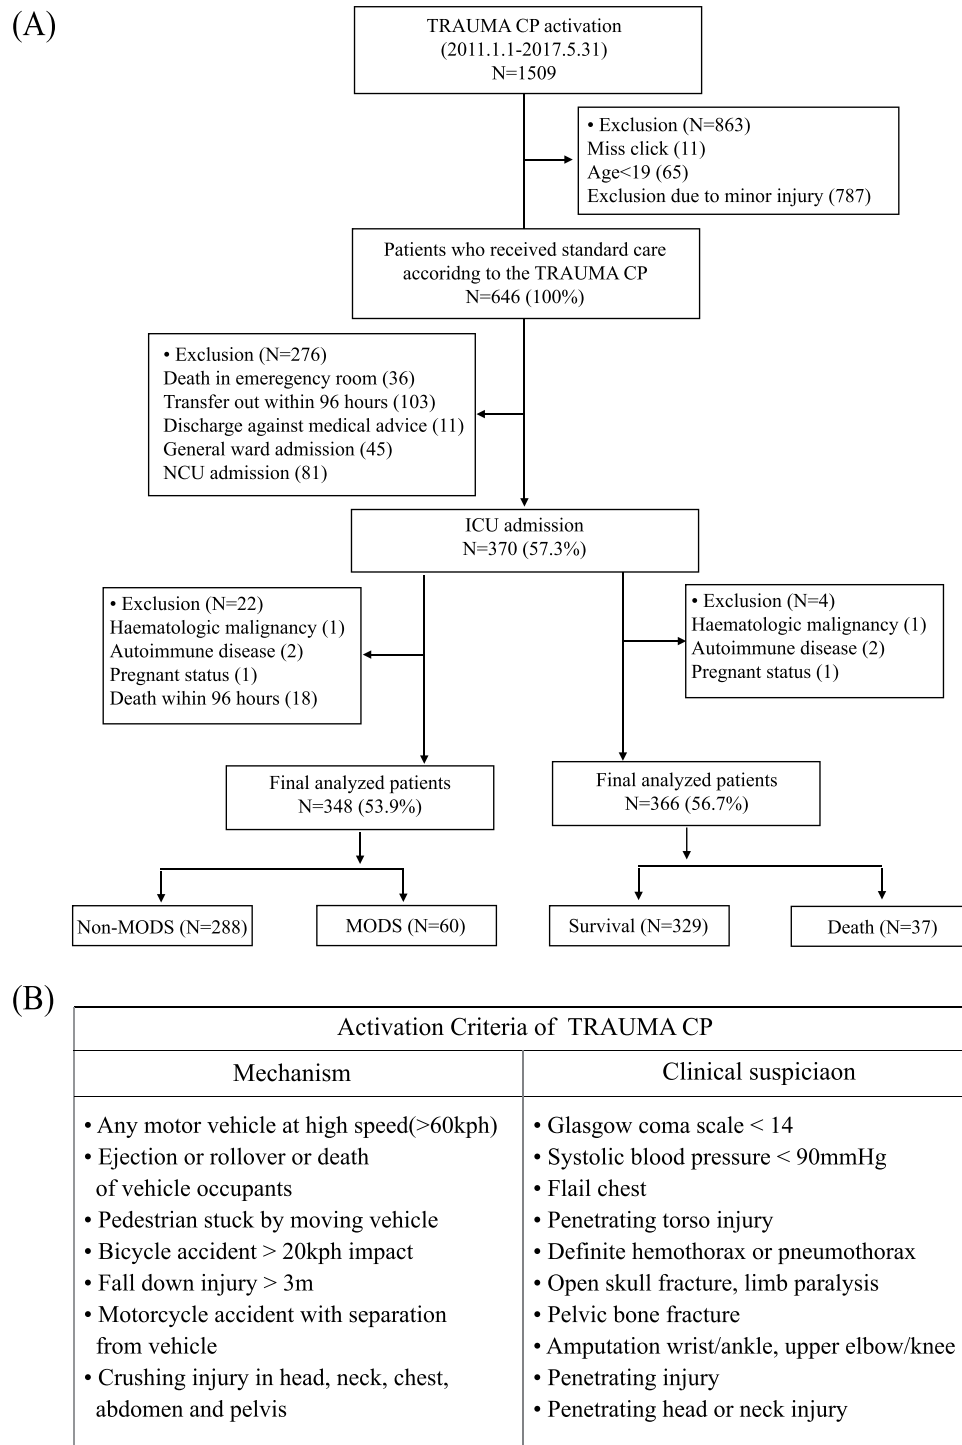 (A)
TRAUMA CP activation
(2011.1.1-2017.5.31)
N=1509
• Exclusion (N=863)
Miss click (11)
Age<19 (65)
Exclusion due to minor injury (787)
Patients who received standard care
accoridng to the TRAUMA CP
N=646 (100%)
• Exclusion (N=276)
Death in emeregency room (36)
Transfer out within 96 hours (103)
Discharge against medical advice (11)
General ward admission (45)
NCU admission (81)
ICU admission
N=370 (57.3%)
• Exclusion (N=22)
Haematologic malignancy (1)
Autoimmune disease (2)
Pregnant status (1)
Death wihin 96 hours (18)
• Exclusion (N=4)
Haematologic malignancy (1)
Autoimmune disease (2)
Pregnant status (1)
Final analyzed patients
N=348 (53.9%)
Final analyzed patients
N=366 (56.7%)
Non-MODS (N=288)
MODS (N=60)
Survival (N=329)
Death (N=37)
(B)
Activation Criteria of TRAUMA CP
Mechanism
• Any motor vehicle at high speed(>60kph)
• Ejection or rollover or death
of vehicle occupants
• Pedestrian stuck by moving vehicle
• Bicycle accident > 20kph impact
• Fall down injury > 3m
• Motorcycle accident with separation
from vehicle
• Crushing injury in head, neck, chest,
abdomen and pelvis
Clinical suspiciaon
• Glasgow coma scale < 14
• Systolic blood pressure < 90mmHg
• Flail chest
• Penetrating torso injury
• Definite hemothorax or pneumothorax
• Open skull fracture, limb paralysis
• Pelvic bone fracture
• Amputation wrist/ankle, upper elbow/knee
• Penetrating injury
• Penetrating head or neck injury